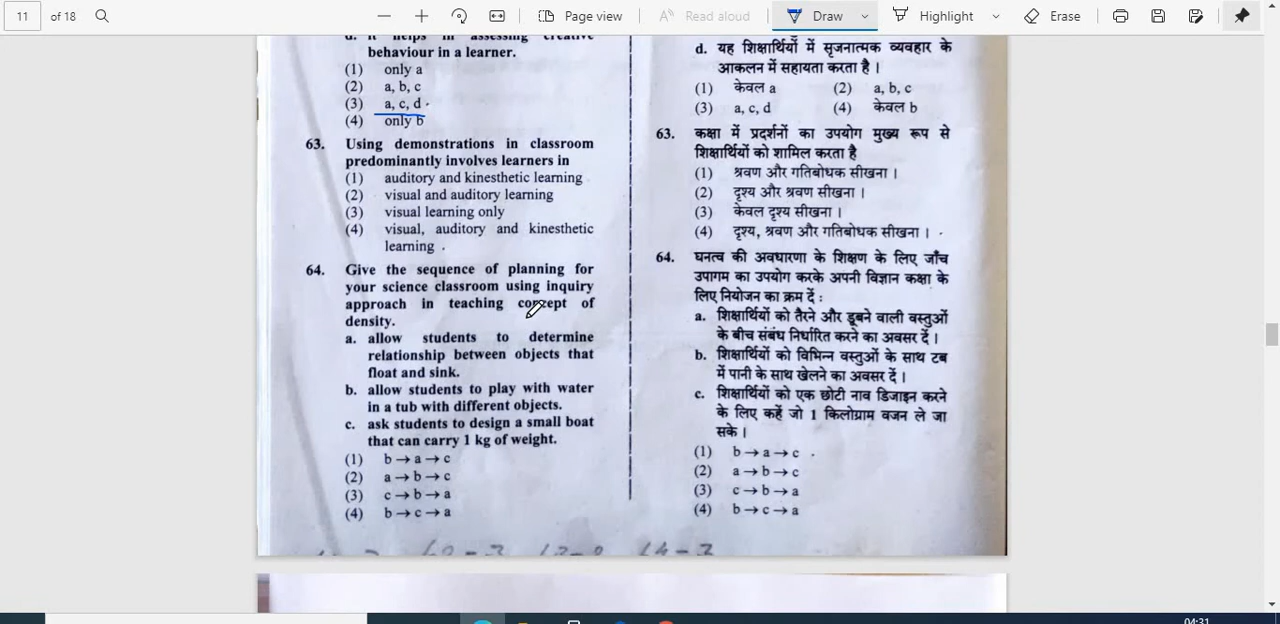 11 of 18 Page view Read aloud Draw Highlight Erase
behaviour in a learner.
(1) only a
(2) a, b, c
(3) a, c, d
(4) only b
63. Using demonstrations in classroom
predominantly involves learners in
(1) auditory and kinesthetic learning
(2) visual and auditory learning
(3) visual learning only
(4) visual, auditory and kinesthetic
learning
64. Give the sequence of planning for
your science classroom using inquiry
approach in teaching concept of
density.
a. allow students to determine
relationship between objects that
float and sink.
b. allow students to play with water
in a tub with different objects.
c. ask students to design a small boat
that can carry 1 kg of weight.
(1) b → a → c
(2) a → b → c
(3) c → b → a
(4) b → c → a
d. यह शिक्षार्थियों में सृजनात्मक व्यवहार के
आकलन में सहायता करता है।
(1) केवल a (2) a, b, c
(3) a, c, d (4) केवल b
63. कक्षा में प्रदर्शनों का उपयोग मुख्य रूप से
शिक्षार्थियों को शामिल करता है
(1) श्रवण और गतिबोधक सीखना।
(2) दृश्य और श्रवण सीखना।
(3) केवल दृश्य सीखना।
(4) दृश्य, श्रवण और गतिबोधक सीखना।
64. घनत्व की अवधारणा के शिक्षण के लिए जाँच
उपागम का उपयोग करके अपनी विज्ञान कक्षा के
लिए नियोजन का क्रम दें :
a. शिक्षार्थियों को तैरने और डूबने वाली वस्तुओं
के बीच संबंध निर्धारित करने का अवसर दें।
b. शिक्षार्थियों को विभिन्न वस्तुओं के साथ टब
में पानी के साथ खेलने का अवसर दें।
c. शिक्षार्थियों को एक छोटी नाव डिजाइन करने
के लिए कहें जो 1 किलोग्राम वजन ले जा
सके।
(1) b → a → c
(2) a → b → c
(3) c → b → a
(4) b → c → a
04:31